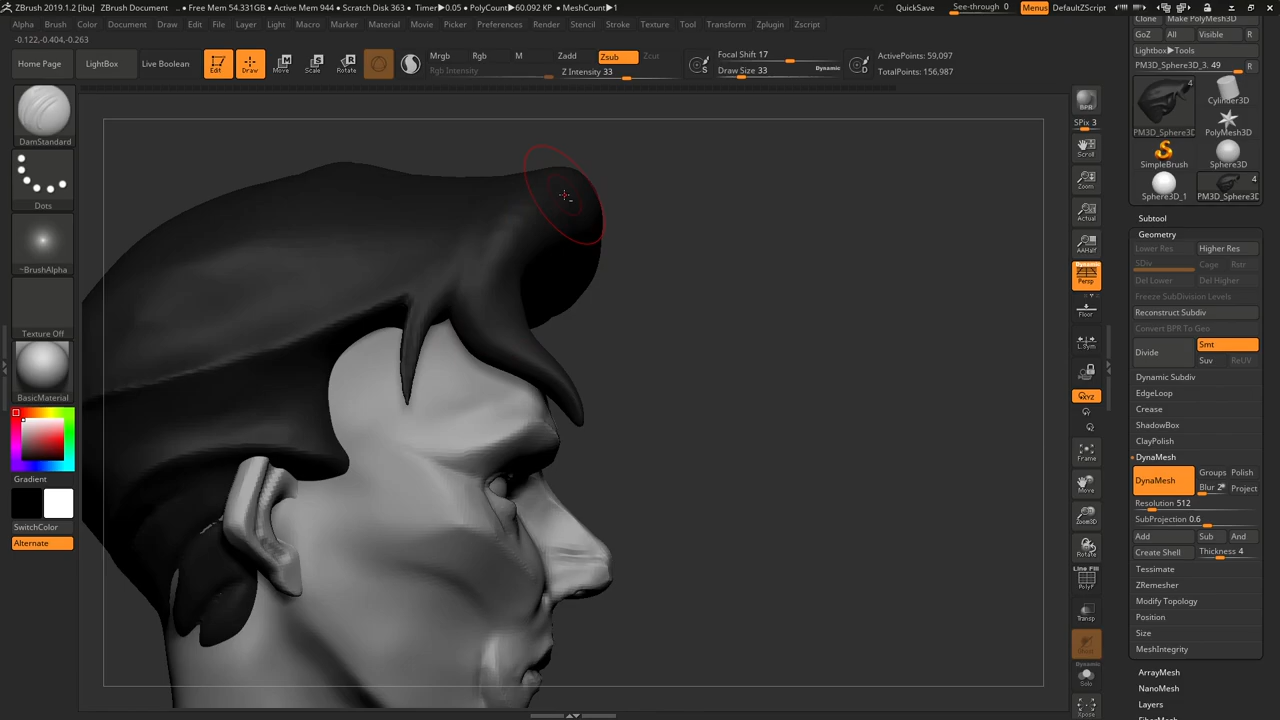 ZBrush 2019.1.2 [ibu] ZBrush Document .. • Free Mem 54.331GB • Active Mem 944 • Scratch Disk 363 • Timer▶0.05 • PolyCount▶60.092 KP • MeshCount▶1 AC QuickSave See-through 0 Menus DefaultZScript
Alpha Brush Color Document Draw Edit File Layer Light Macro Marker Material Movie Picker Preferences Render Stencil Stroke Texture Tool Transform Zplugin Zscript
-0.122,-0.404,-0.263
Home Page LightBox Live Boolean Edit Draw Move Scale Rotate
Mrgb Rgb M Zadd Zsub Zcut
Rgb Intensity Z Intensity 33
Focal Shift 17
Draw Size 33 Dynamic
ActivePoints: 59,097
TotalPoints: 156,987
DamStandard
Dots
~BrushAlpha
Texture Off
BasicMaterial
Gradient
SwitchColor
Alternate
BPR
SPix 3
Scroll
Zoom
Actual
AAHalf
Dynamic
Persp
Floor
L.Sym
XYZ
Frame
Move
Zoom3D
Rotate
Line Fill
PolyF
Transp
Ghost
Dynamic
Solo
Xpose
Clone Make PolyMesh3D
GoZ All Visible R
Lightbox▶Tools
PM3D_Sphere3D_3. 49 R
4
PM3D_Sphere3D
Cylinder3D
PolyMesh3D
SimpleBrush
Sphere3D
Sphere3D_1
4
PM3D_Sphere3D
Subtool
Geometry
Lower Res Higher Res
SDiv Cage Rstr
Del Lower Del Higher
Freeze SubDivision Levels
Reconstruct Subdiv
Convert BPR To Geo
Divide Smt
Suv ReUV
Dynamic Subdiv
EdgeLoop
Crease
ShadowBox
ClayPolish
DynaMesh
DynaMesh Groups Polish
Blur 2 Project
Resolution 512
SubProjection 0.6
Add Sub And
Create Shell Thickness 4
Tessimate
ZRemesher
Modify Topology
Position
Size
MeshIntegrity
ArrayMesh
NanoMesh
Layers
FiberMesh